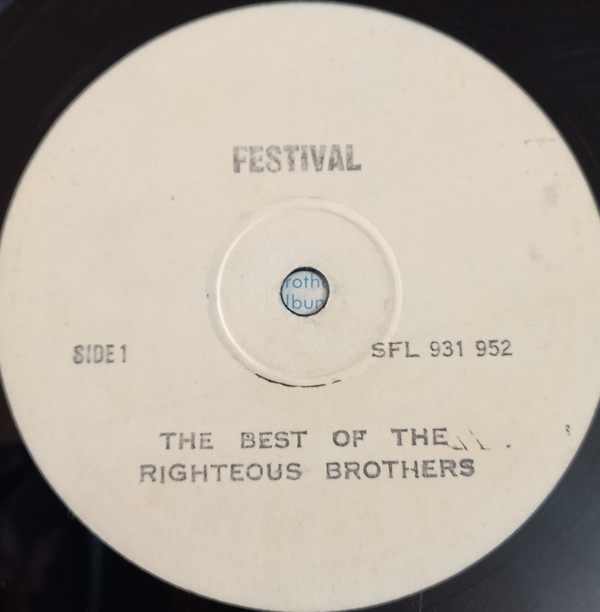 FESTIVAL
SIDE 1
SFL 931 952
THE BEST OF THE
RIGHTEOUS BROTHERS